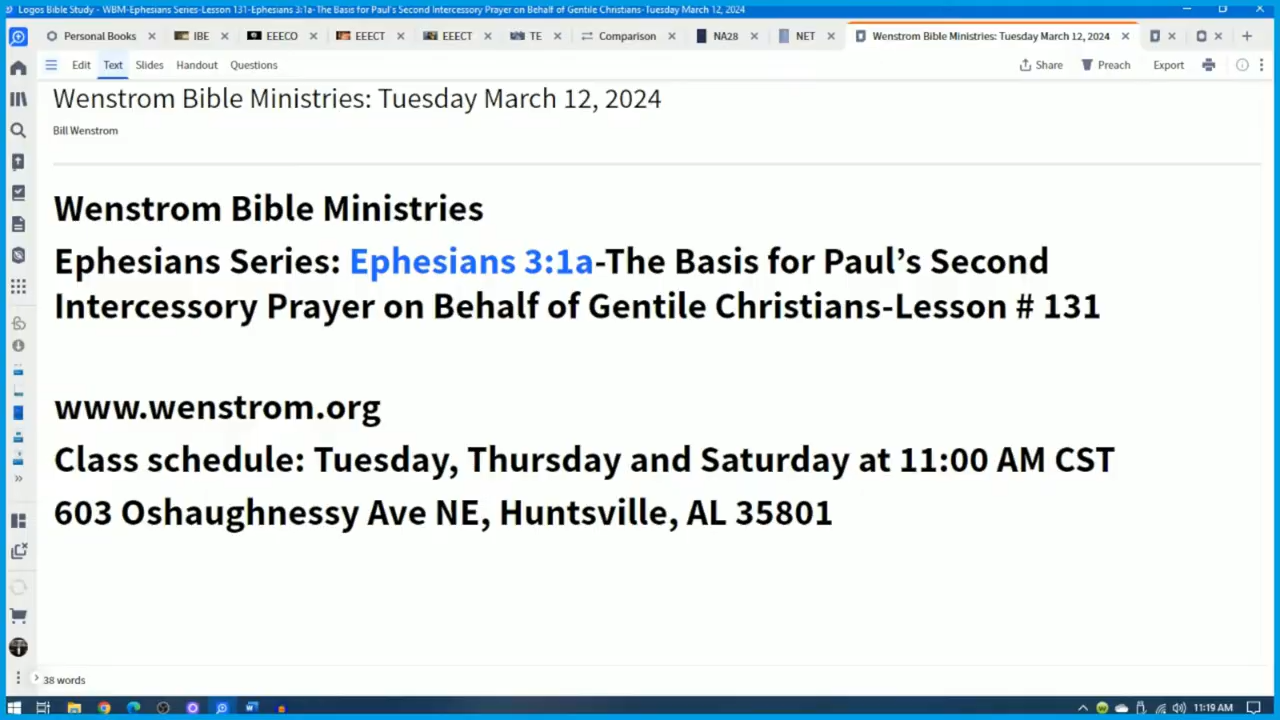 Logos Bible Study - WBM-Ephesians Series-Lesson 131-Ephesians 3:1a-The Basis for Paul's Second Intercessory Prayer on Behalf of Gentile Christians-Tuesday March 12, 2024
Personal Books IBE EEECO EEECT EEECT TE Comparison NA28 NET Wenstrom Bible Ministries: Tuesday March 12, 2024
Edit Text Slides Handout Questions Share Preach Export
Wenstrom Bible Ministries: Tuesday March 12, 2024
Bill Wenstrom
Wenstrom Bible Ministries
Ephesians Series: Ephesians 3:1a-The Basis for Paul’s Second
Intercessory Prayer on Behalf of Gentile Christians-Lesson # 131
www.wenstrom.org
Class schedule: Tuesday, Thursday and Saturday at 11:00 AM CST
603 Oshaughnessy Ave NE, Huntsville, AL 35801
38 words
11:19 AM